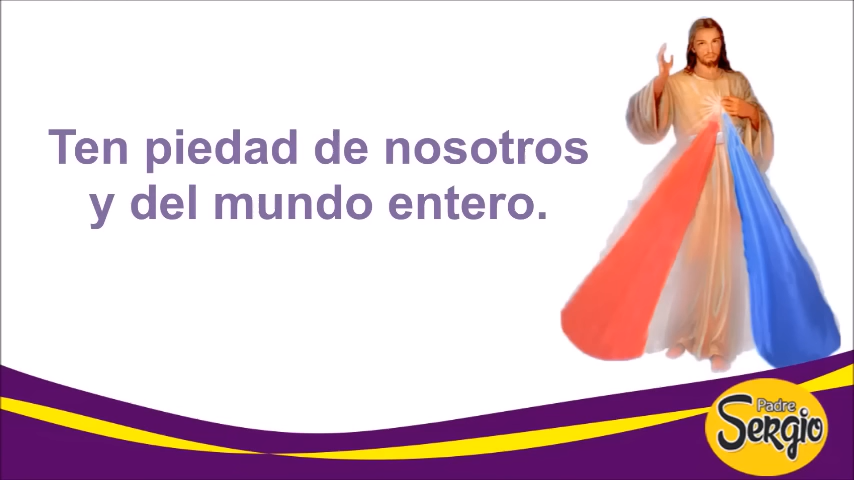 Ten piedad de nosotros
y del mundo entero.
Padre
Sergio